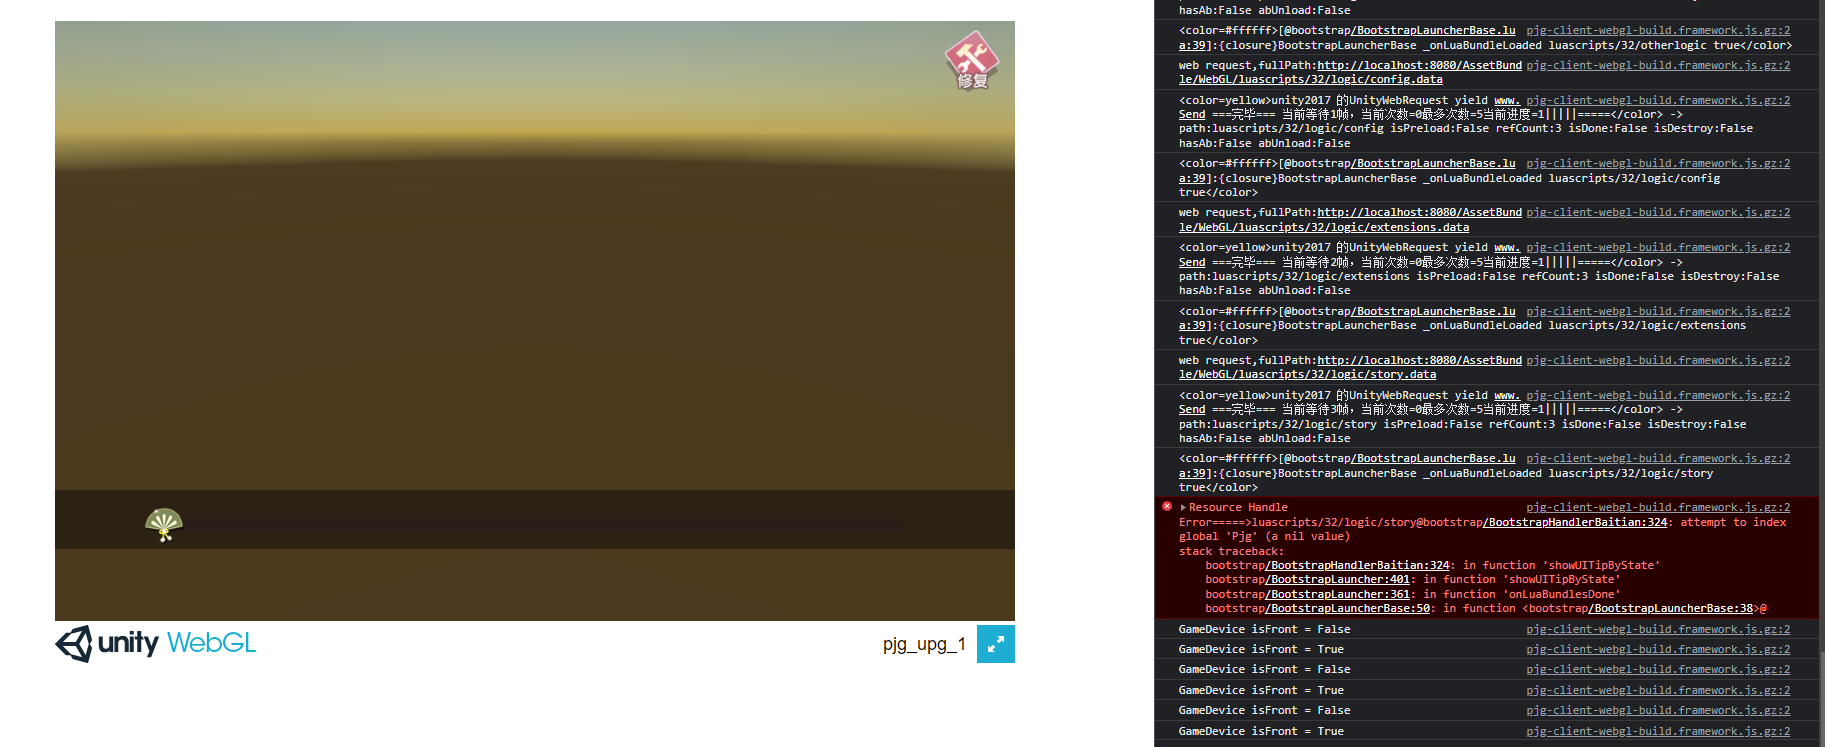 修复
unity WebGL
pjg_upg_1
hasAb:False abUnload:False
<color=#ffffff>[@bootstrap/BootstrapLauncherBase.lu pjg-client-webgl-build.framework.js.gz:2
a:39]:{closure}BootstrapLauncherBase _onLuaBundleLoaded luascripts/32/otherlogic true</color>
web request,fullPath:http://localhost:8080/AssetBund pjg-client-webgl-build.framework.js.gz:2
le/WebGL/luascripts/32/logic/config.data
<color=yellow>unity2017 的UnityWebRequest yield www. pjg-client-webgl-build.framework.js.gz:2
Send ===完毕=== 当前等待1帧，当前次数=0最多次数=5当前进度=1|||||=====</color> ->
path:luascripts/32/logic/config isPreload:False refCount:3 isDone:False isDestroy:False
hasAb:False abUnload:False
<color=#ffffff>[@bootstrap/BootstrapLauncherBase.lu pjg-client-webgl-build.framework.js.gz:2
a:39]:{closure}BootstrapLauncherBase _onLuaBundleLoaded luascripts/32/logic/config
true</color>
web request,fullPath:http://localhost:8080/AssetBund pjg-client-webgl-build.framework.js.gz:2
le/WebGL/luascripts/32/logic/extensions.data
<color=yellow>unity2017 的UnityWebRequest yield www. pjg-client-webgl-build.framework.js.gz:2
Send ===完毕=== 当前等待2帧，当前次数=0最多次数=5当前进度=1|||||=====</color> ->
path:luascripts/32/logic/extensions isPreload:False refCount:3 isDone:False isDestroy:False
hasAb:False abUnload:False
<color=#ffffff>[@bootstrap/BootstrapLauncherBase.lu pjg-client-webgl-build.framework.js.gz:2
a:39]:{closure}BootstrapLauncherBase _onLuaBundleLoaded luascripts/32/logic/extensions
true</color>
web request,fullPath:http://localhost:8080/AssetBund pjg-client-webgl-build.framework.js.gz:2
le/WebGL/luascripts/32/logic/story.data
<color=yellow>unity2017 的UnityWebRequest yield www. pjg-client-webgl-build.framework.js.gz:2
Send ===完毕=== 当前等待3帧，当前次数=0最多次数=5当前进度=1|||||=====</color> ->
path:luascripts/32/logic/story isPreload:False refCount:3 isDone:False isDestroy:False
hasAb:False abUnload:False
<color=#ffffff>[@bootstrap/BootstrapLauncherBase.lu pjg-client-webgl-build.framework.js.gz:2
a:39]:{closure}BootstrapLauncherBase _onLuaBundleLoaded luascripts/32/logic/story
true</color>
Resource Handle pjg-client-webgl-build.framework.js.gz:2
Error=====>luascripts/32/logic/story@bootstrap/BootstrapHandlerBaitian:324: attempt to index
global 'Pjg' (a nil value)
stack traceback:
bootstrap/BootstrapHandlerBaitian:324: in function 'showUITipByState'
bootstrap/BootstrapLauncher:401: in function 'showUITipByState'
bootstrap/BootstrapLauncher:361: in function 'onLuaBundlesDone'
bootstrap/BootstrapLauncherBase:50: in function <bootstrap/BootstrapLauncherBase:38>@
GameDevice isFront = False pjg-client-webgl-build.framework.js.gz:2
GameDevice isFront = True pjg-client-webgl-build.framework.js.gz:2
GameDevice isFront = False pjg-client-webgl-build.framework.js.gz:2
GameDevice isFront = True pjg-client-webgl-build.framework.js.gz:2
GameDevice isFront = False pjg-client-webgl-build.framework.js.gz:2
GameDevice isFront = True pjg-client-webgl-build.framework.js.gz:2